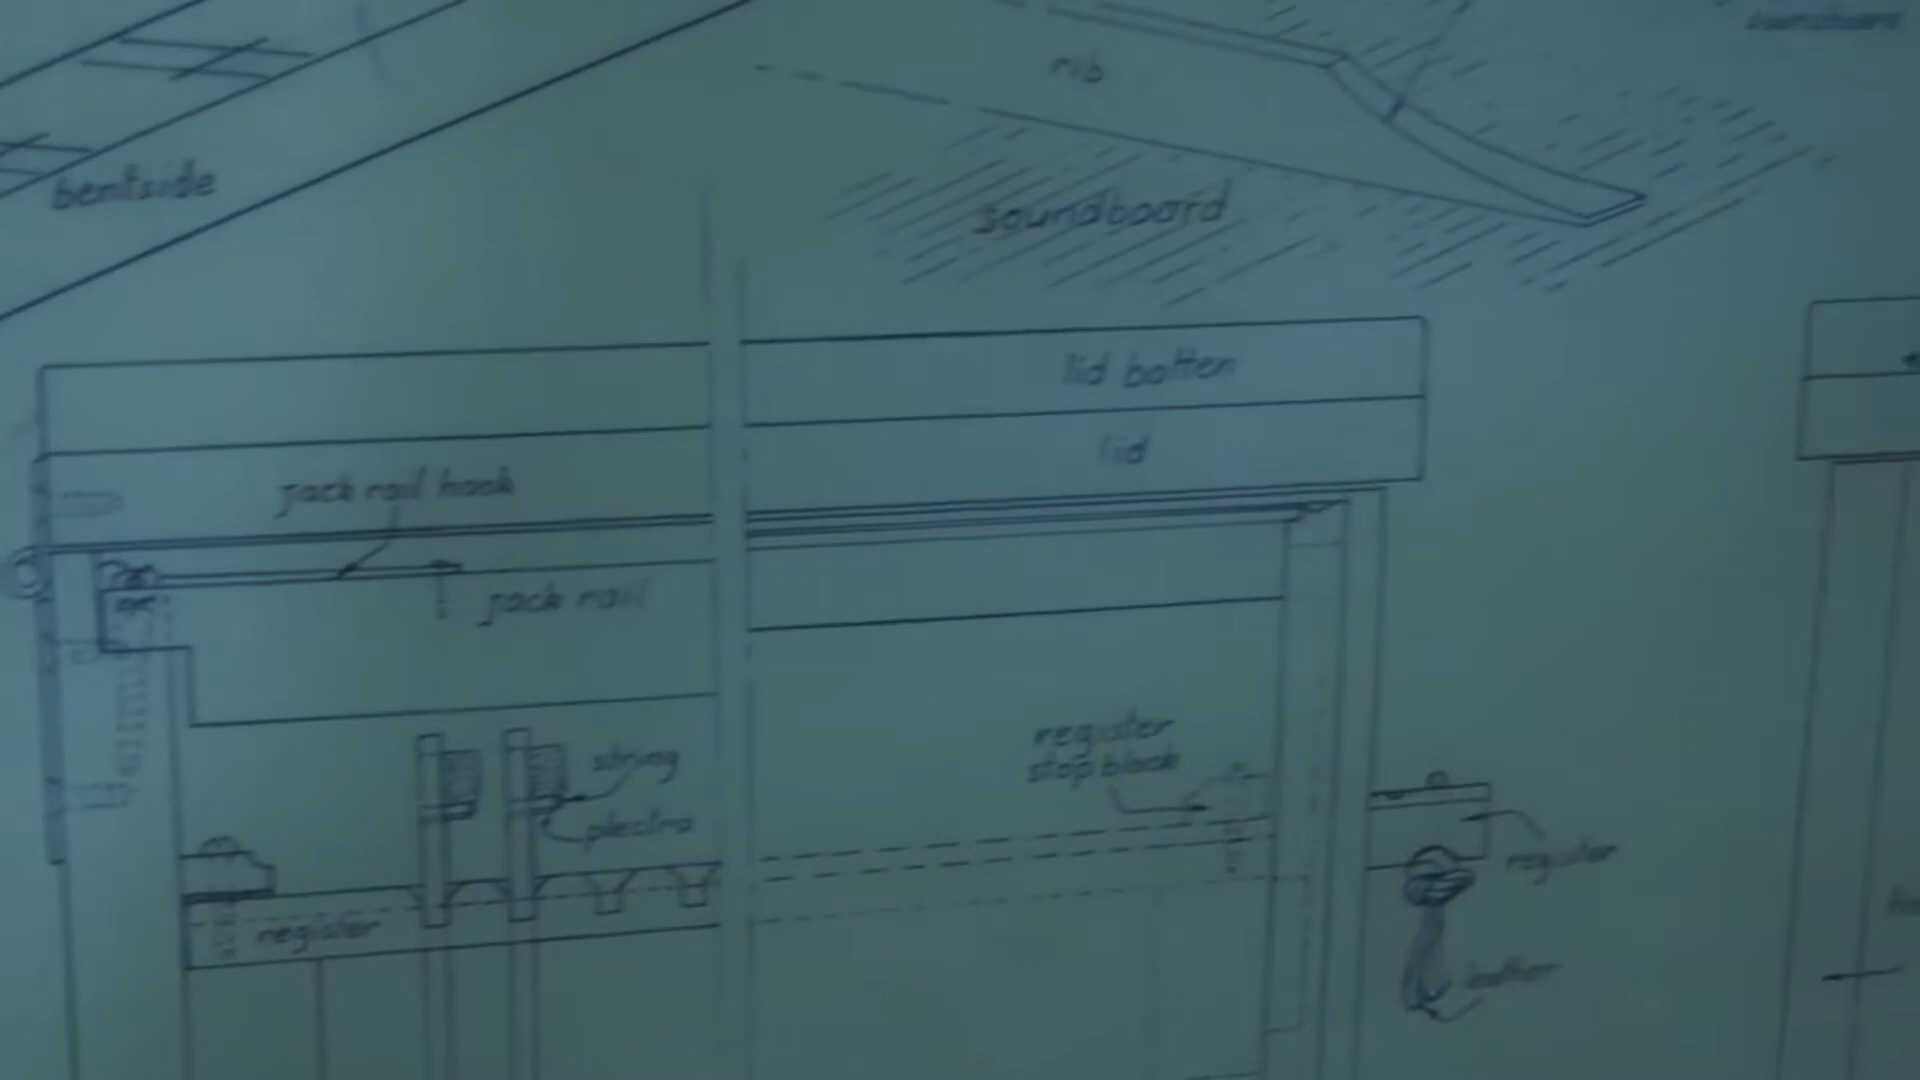 rib
bentside
soundboard
lid batten
lid
jack rail hook
jack rail
register
stop block
string
plectra
register
register
leather